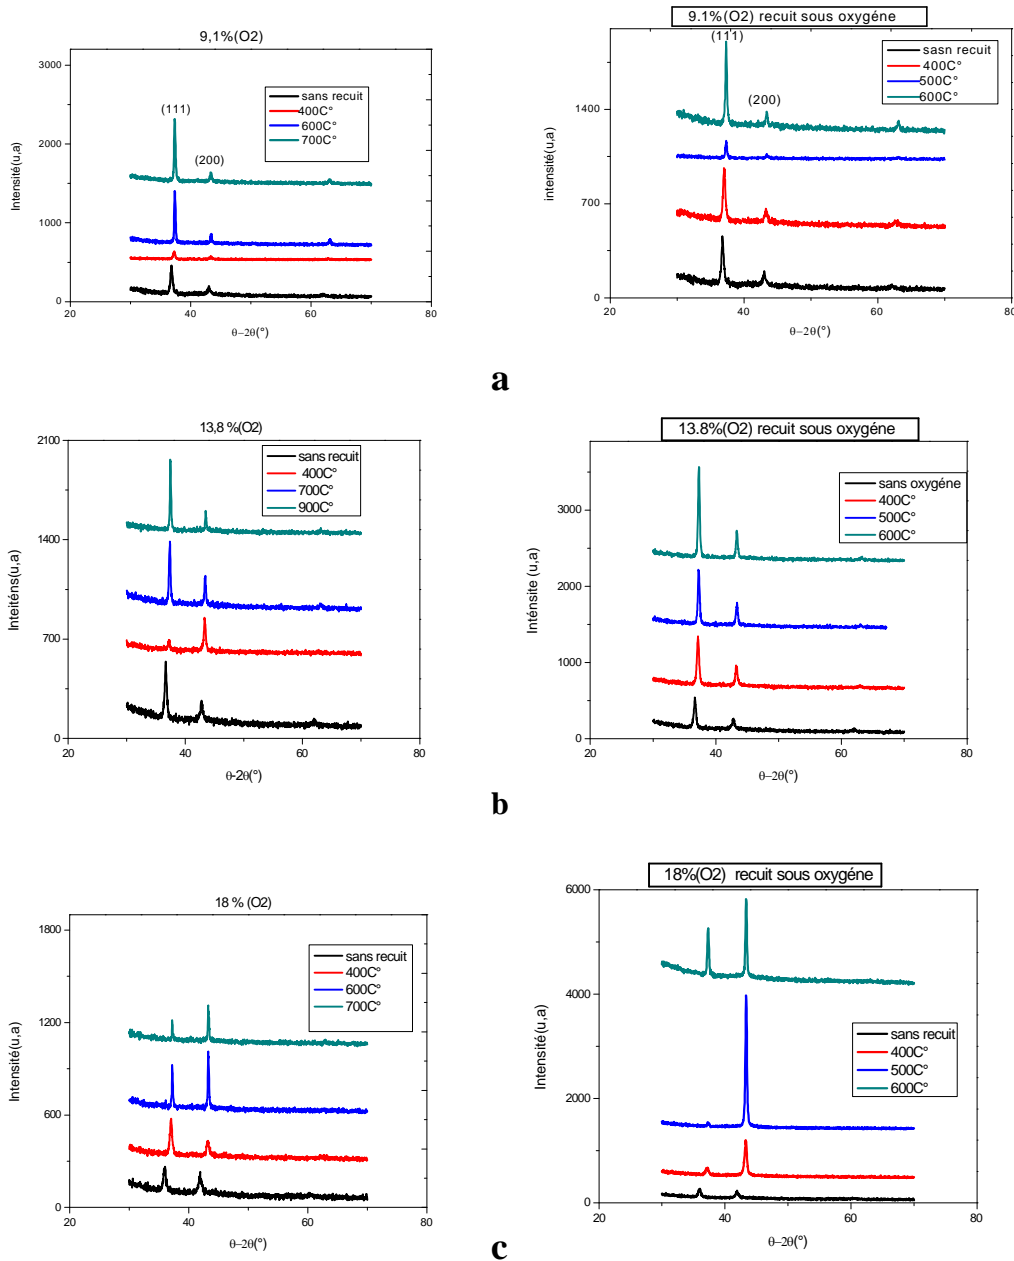 9,1%(O2)
3000
2000
1000
0
20
40
60
80
Intensité(u,a)
θ−2θ(°)
(111)
(200)
sans recuit
400C°
600C°
700C°
9.1%(O2) recuit sous oxygéne
1400
700
0
20
40
60
80
intensité(u,a)
θ−2θ(°)
(111)
(200)
sasn recuit
400C°
500C°
600C°
a
13,8 %(O2)
2100
1400
700
0
20
40
60
80
Inteiténs(u,a)
θ-2θ(°)
sans recuit
400C°
700C°
900C°
13.8%(O2) recuit sous oxygéne
3000
2000
1000
0
20
40
60
80
Inténsite (u,a)
θ−2θ(°)
sans oxygéne
400C°
500C°
600C°
b
18 % (O2)
1800
1200
600
0
20
40
60
80
Intensité(u,a)
θ−2θ(°)
sans recuit
400C°
600C°
700C°
18%(O2) recuit sous oxygéne
6000
4000
2000
0
20
40
60
80
Intensité(u,a)
θ−2θ(°)
sans recuit
400C°
500C°
600C°
c